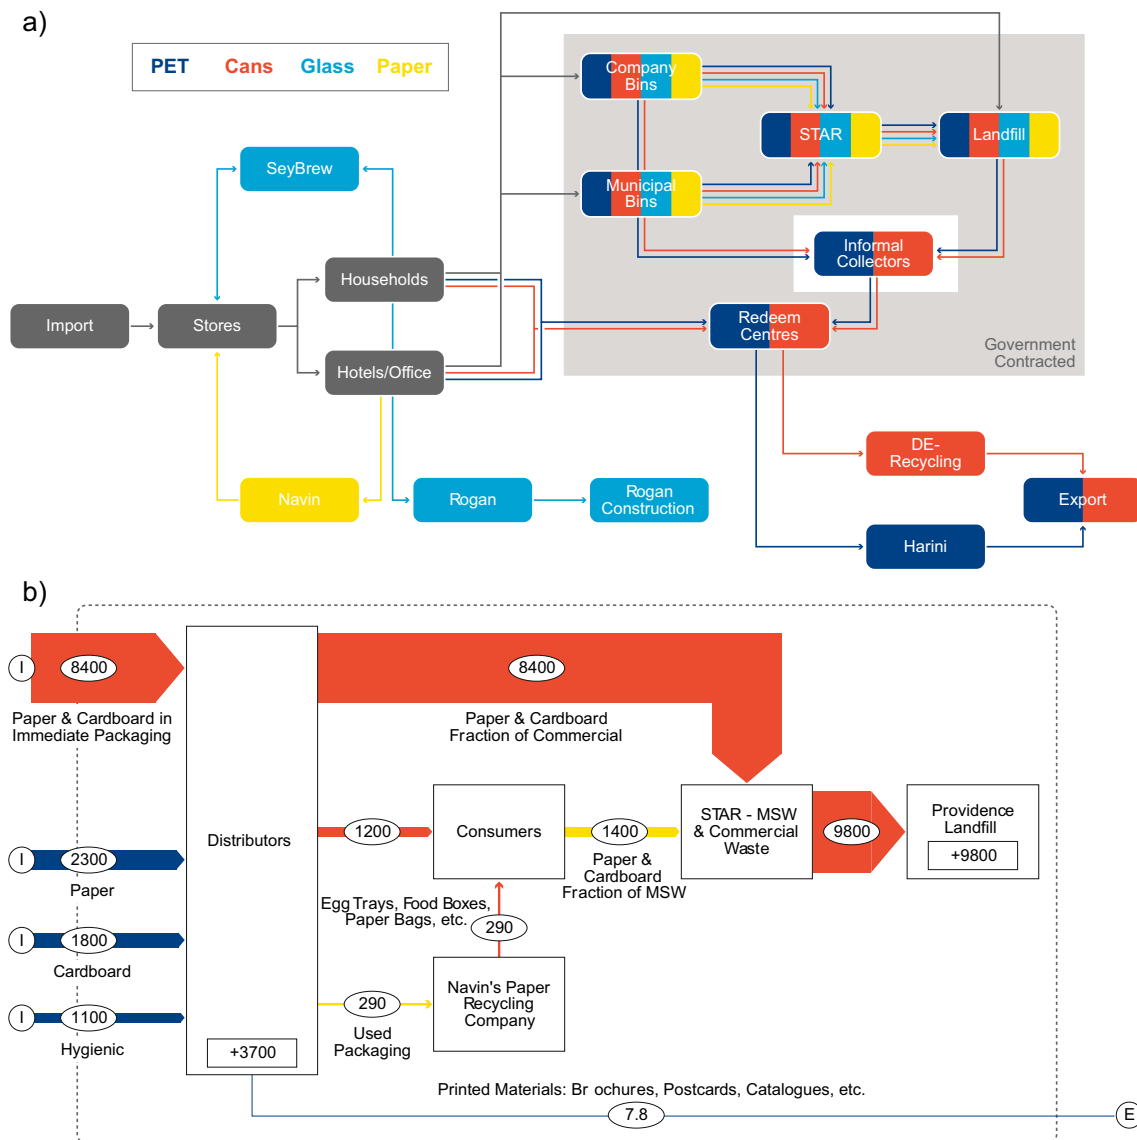 a)
PET Cans Glass Paper
Company
Bins
STAR
Landfill
SeyBrew
Municipal
Bins
Informal
Collectors
Households
Import
Stores
Redeem
Centres
Government
Contracted
Hotels/Office
DE-
Recycling
Navin
Rogan
Rogan
Construction
Export
Harini
b)
I
8400
8400
Paper & Cardboard in
Immediate Packaging
Paper & Cardboard
Fraction of Commercial
Distributors
1200
Consumers
1400
STAR - MSW
& Commercial
Waste
9800
Providence
Landfill
+9800
I
2300
Paper
Paper &
Cardboard
Fraction of MSW
Egg Trays, Food Boxes,
Paper Bags, etc.
290
I
1800
Cardboard
Navin's Paper
Recycling
Company
290
Used
Packaging
I
1100
Hygienic
+3700
Printed Materials: Br ochures, Postcards, Catalogues, etc.
7.8
E